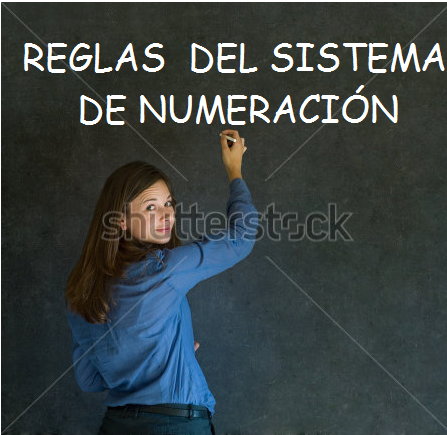 REGLAS DEL SISTEMA
DE NUMERACIÓN
shutterstock